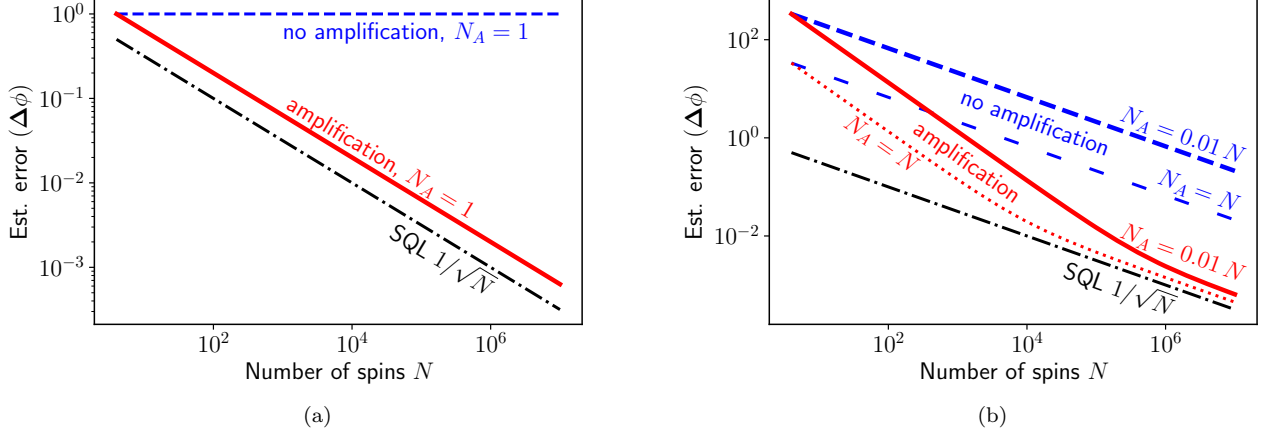 10^0
10^{-1}
10^{-2}
10^{-3}
Est. error (Δϕ)
no amplification, N_A = 1
amplification, N_A = 1
SQL 1/√N
10^2
10^4
10^6
Number of spins N
(a)
10^2
10^0
10^{-2}
Est. error (Δϕ)
no amplification
N_A = 0.01 N
N_A = N
amplification
N_A = N
N_A = 0.01 N
SQL 1/√N
10^2
10^4
10^6
Number of spins N
(b)